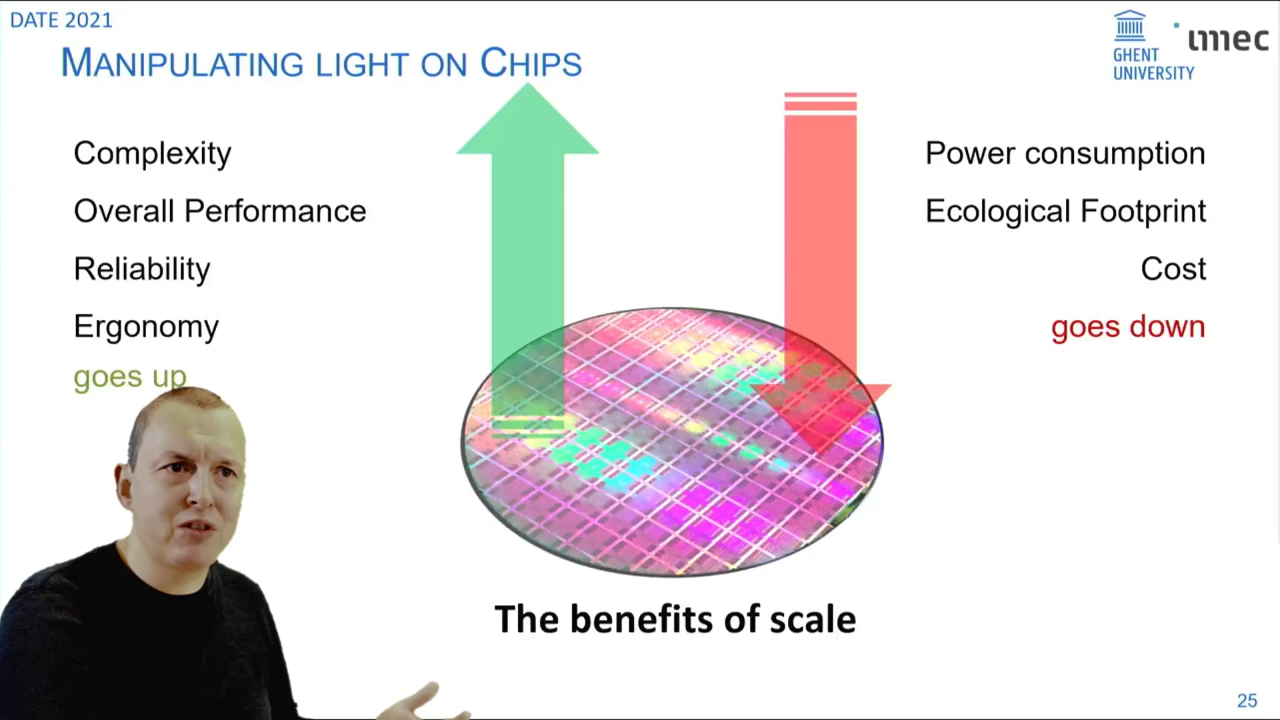 DATE 2021
MANIPULATING LIGHT ON CHIPS
GHENT
UNIVERSITY
imec
Complexity
Overall Performance
Reliability
Ergonomy
goes up
Power consumption
Ecological Footprint
Cost
goes down
The benefits of scale
25